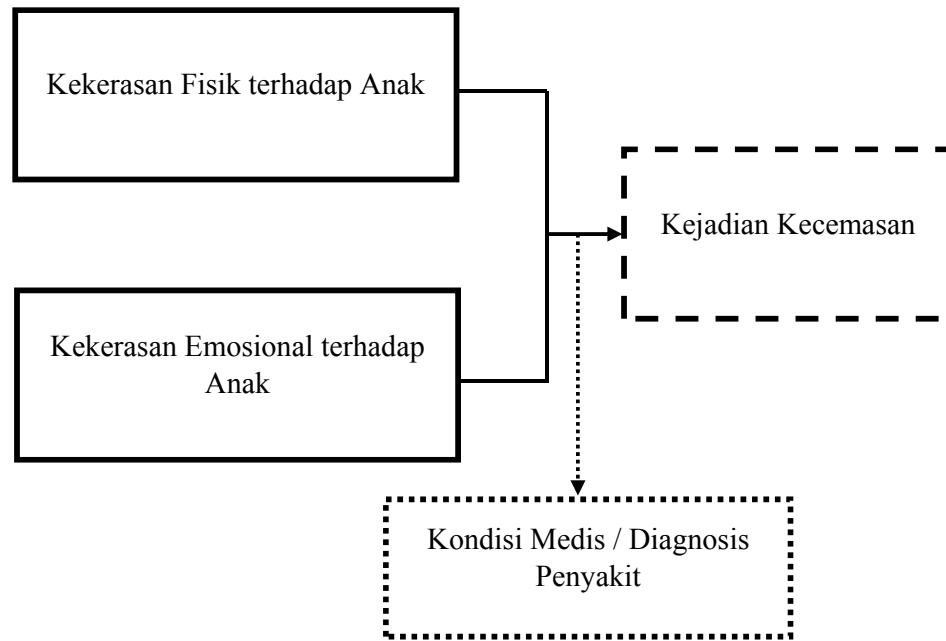 Kekerasan Fisik terhadap Anak
Kejadian Kecemasan
Kekerasan Emosional terhadap
Anak
Kondisi Medis / Diagnosis
Penyakit